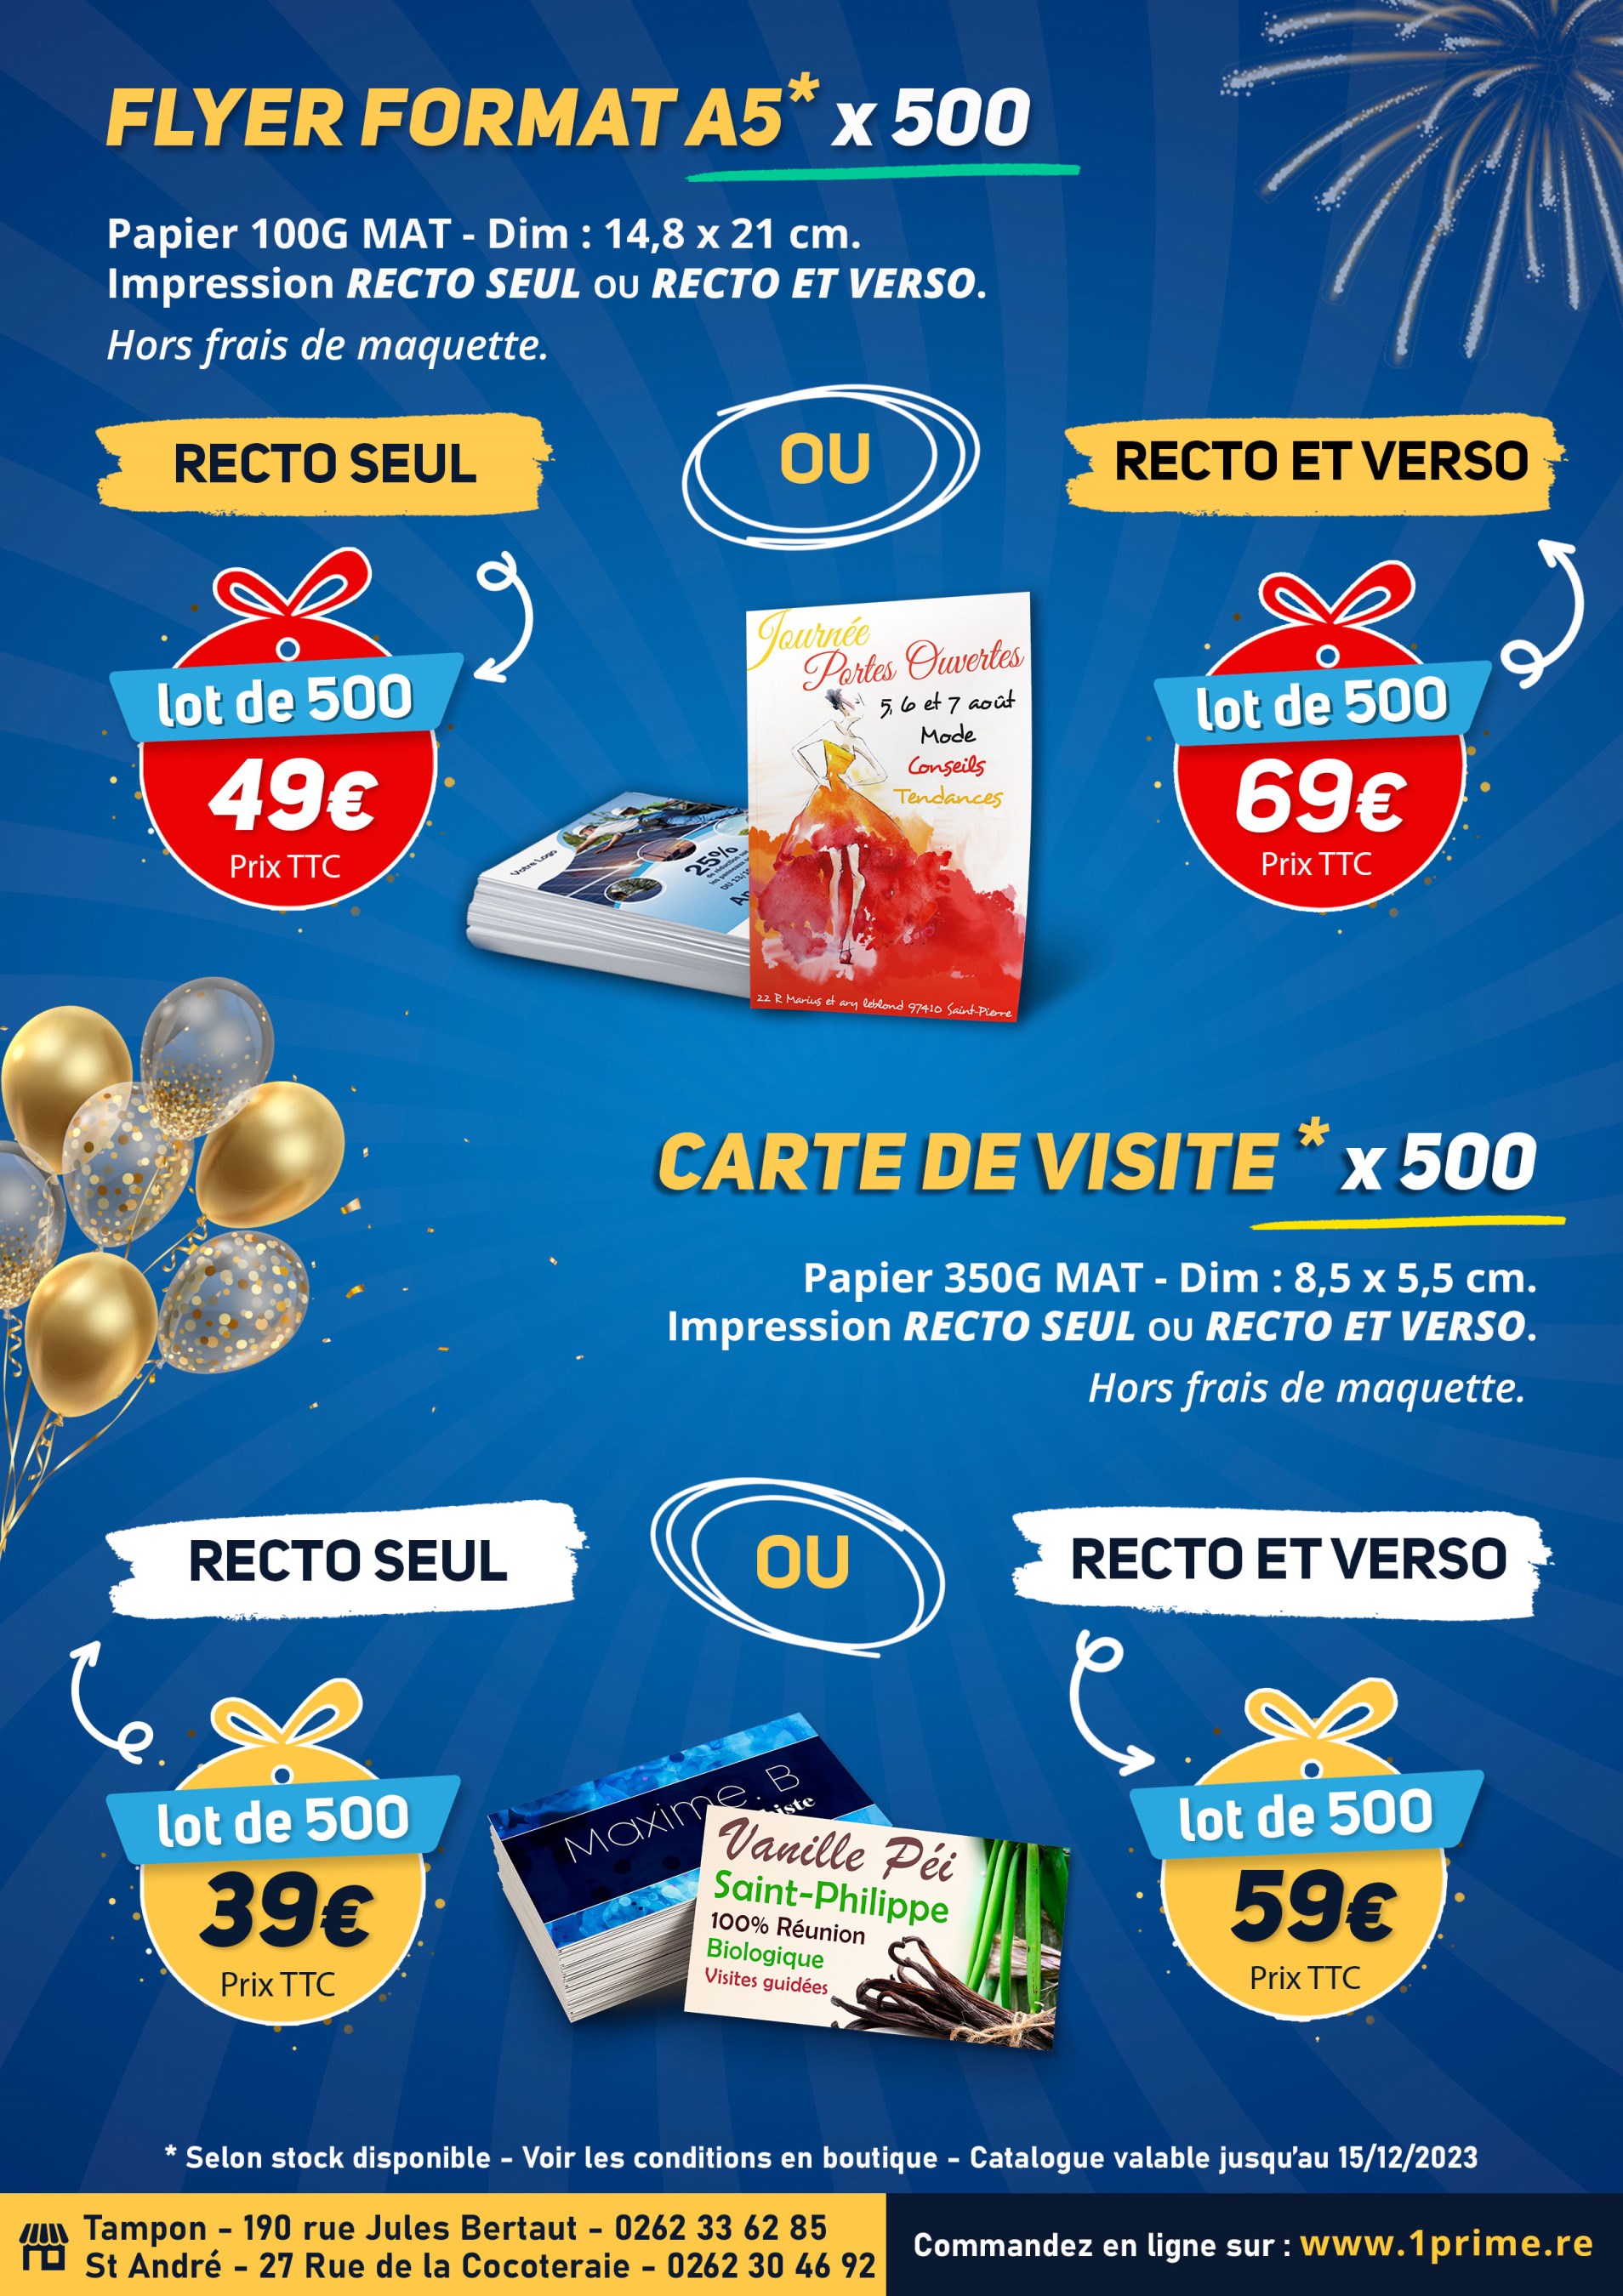 FLYER FORMAT A5* x 500
Papier 100G MAT - Dim : 14,8 x 21 cm.
Impression RECTO SEUL OU RECTO ET VERSO.
Hors frais de maquette.
RECTO SEUL
OU
RECTO ET VERSO
lot de 500
49€
Prix TTC
Journée
Portes Ouvertes
5, 6 et 7 août
Mode
Conseils
Tendances
22 R Marius et ary leblond 97410 Saint-Pierre
Votre Logo
25%
lot de 500
69€
Prix TTC
CARTE DE VISITE * x 500
Papier 350G MAT - Dim : 8,5 x 5,5 cm.
Impression RECTO SEUL OU RECTO ET VERSO.
Hors frais de maquette.
RECTO SEUL
OU
RECTO ET VERSO
lot de 500
39€
Prix TTC
Maxime. B
Vanille Péi
Saint-Philippe
100% Réunion
Biologique
Visites guidées
lot de 500
59€
Prix TTC
* Selon stock disponible - Voir les conditions en boutique - Catalogue valable jusqu'au 15/12/2023
Tampon - 190 rue Jules Bertaut - 0262 33 62 85
St André - 27 Rue de la Cocoteraie - 0262 30 46 92
Commandez en ligne sur : www.1prime.re